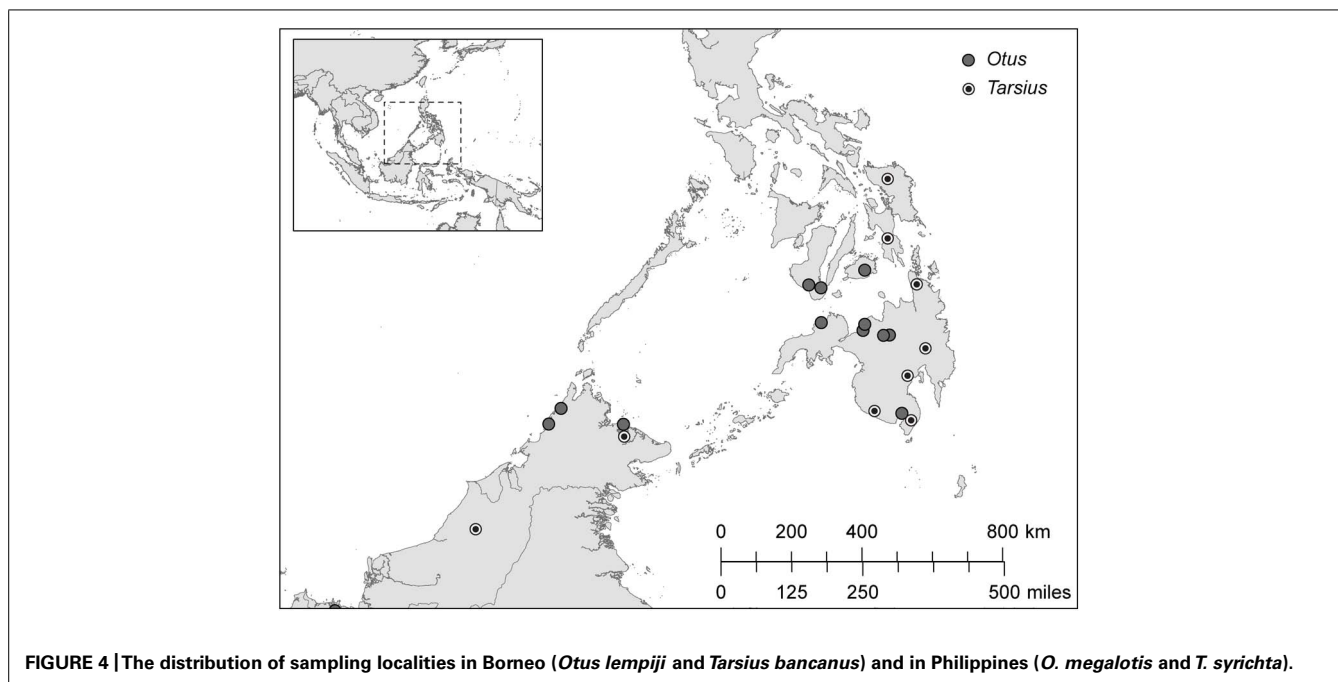 Otus
Tarsius
0 200 400 800 km
0 125 250 500 miles
FIGURE 4 | The distribution of sampling localities in Borneo (Otus lempiji and Tarsius bancanus) and in Philippines (O. megalotis and T. syrichta).